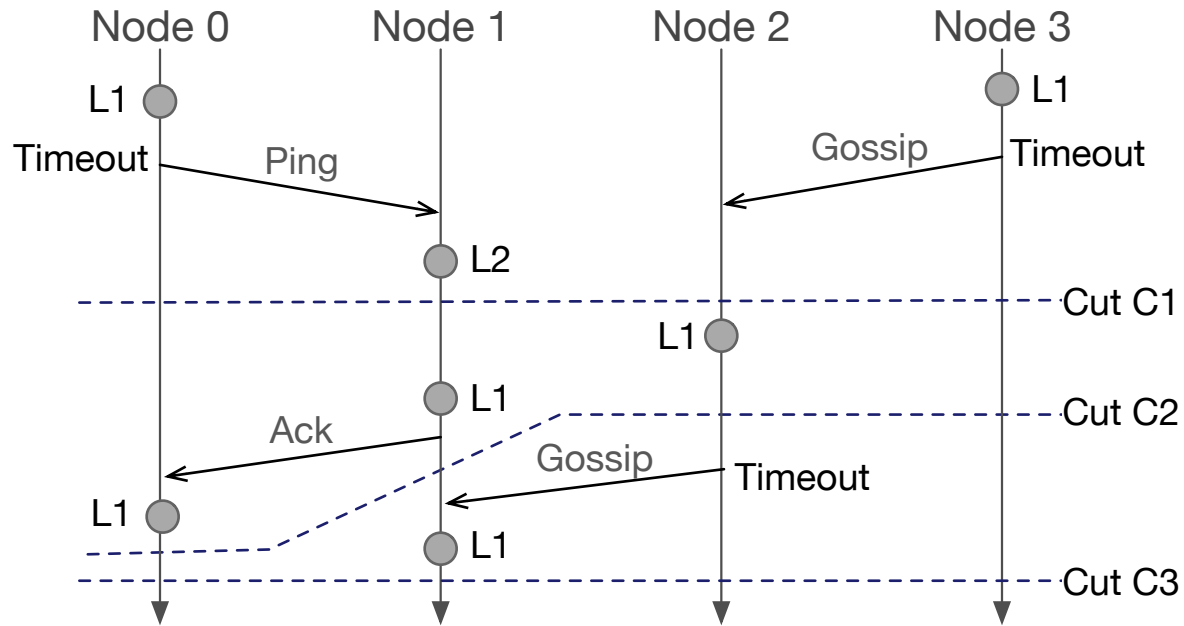 Node 0
Node 1
Node 2
Node 3
L1
L1
Timeout
Ping
Gossip
Timeout
L2
Cut C1
L1
L1
Cut C2
Ack
Gossip
Timeout
L1
L1
Cut C3